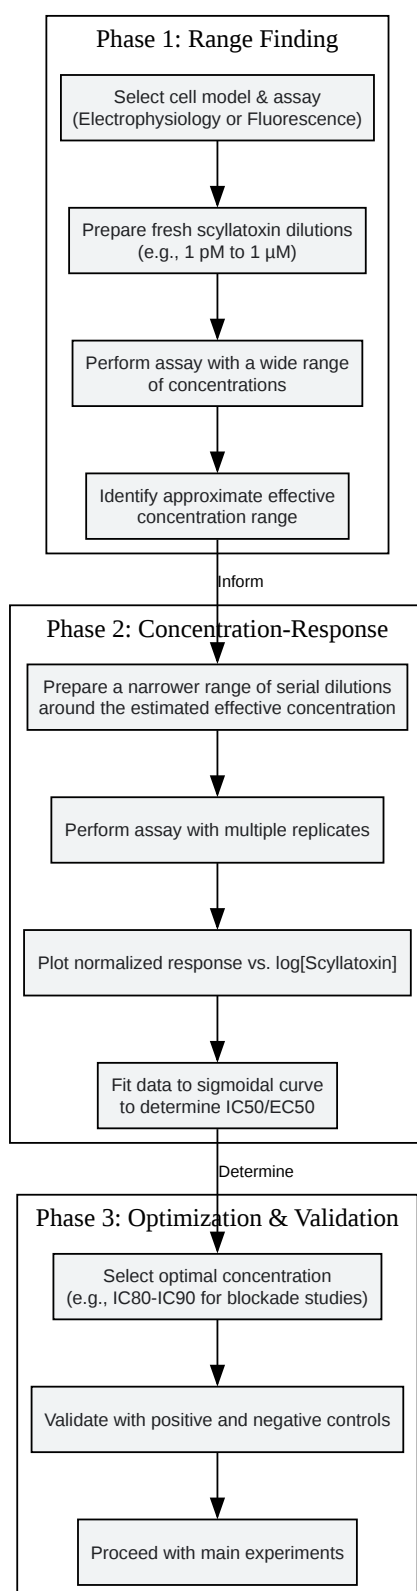 Phase 1: Range Finding
Select cell model & assay
(Electrophysiology or Fluorescence)
Prepare fresh scyllatoxin dilutions
(e.g., 1 pM to 1 µM)
Perform assay with a wide range
of concentrations
Identify approximate effective
concentration range
Inform
Phase 2: Concentration-Response
Prepare a narrower range of serial dilutions
around the estimated effective concentration
Perform assay with multiple replicates
Plot normalized response vs. log[Scyllatoxin]
Fit data to sigmoidal curve
to determine IC50/EC50
Determine
Phase 3: Optimization & Validation
Select optimal concentration
(e.g., IC80-IC90 for blockade studies)
Validate with positive and negative controls
Proceed with main experiments